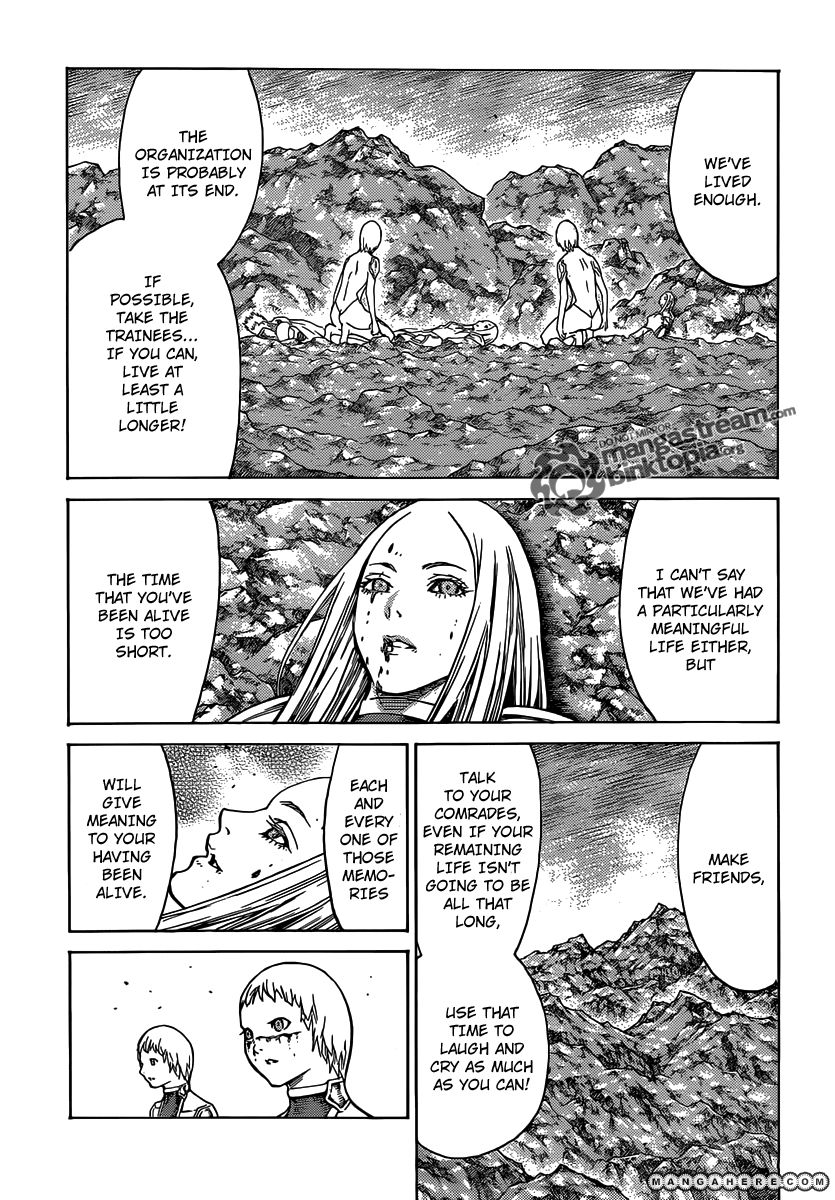 WE'VE
LIVED
ENOUGH.
THE
ORGANIZATION
IS PROBABLY
AT ITS END.
IF
POSSIBLE,
TAKE THE
TRAINEES...
IF YOU CAN,
LIVE AT
LEAST A
LITTLE
LONGER!
DO NOT MIRROR
mangastream.com
binktopia.org
I CAN'T SAY
THAT WE'VE HAD
A PARTICULARLY
MEANINGFUL
LIFE EITHER,
BUT
THE TIME
THAT YOU'VE
BEEN ALIVE
IS TOO
SHORT.
MAKE
FRIENDS,
TALK
TO YOUR
COMRADES,
EVEN IF YOUR
REMAINING
LIFE ISN'T
GOING TO BE
ALL THAT
LONG,
USE THAT
TIME TO
LAUGH AND
CRY AS MUCH
AS YOU CAN!
EACH
AND
EVERY
ONE OF
THOSE
MEMO-
RIES
WILL
GIVE
MEANING
TO YOUR
HAVING
BEEN
ALIVE.
MANGAHERE.COM